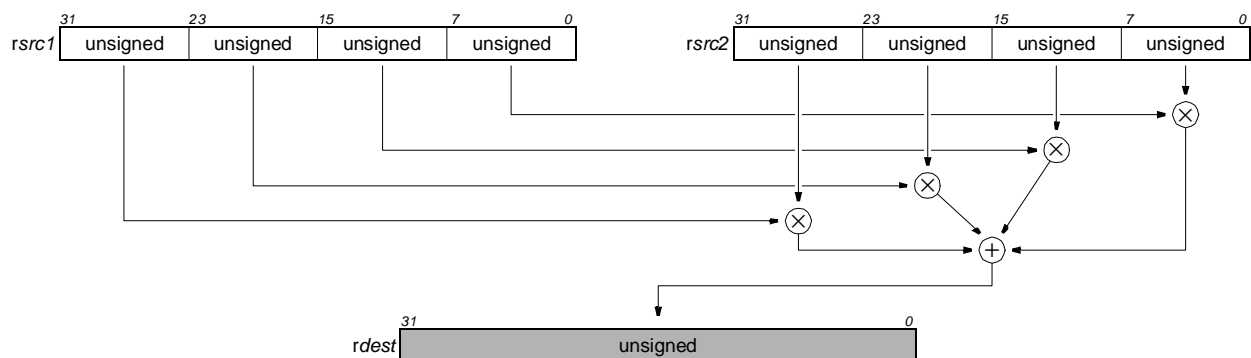 31 23 15 7 0 31 23 15 7 0
rsrc1 unsigned unsigned unsigned unsigned rsrc2 unsigned unsigned unsigned unsigned
31 0
rdest unsigned